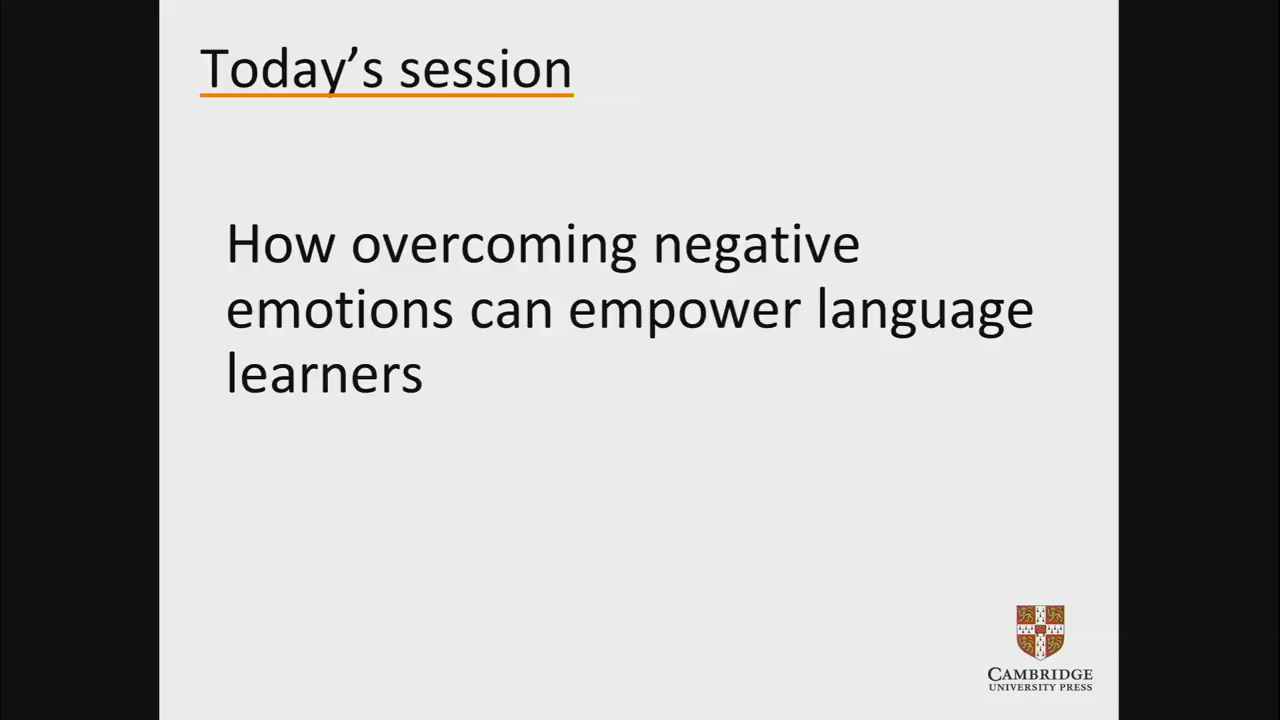 Today’s session
How overcoming negative
emotions can empower language
learners
CAMBRIDGE
UNIVERSITY PRESS